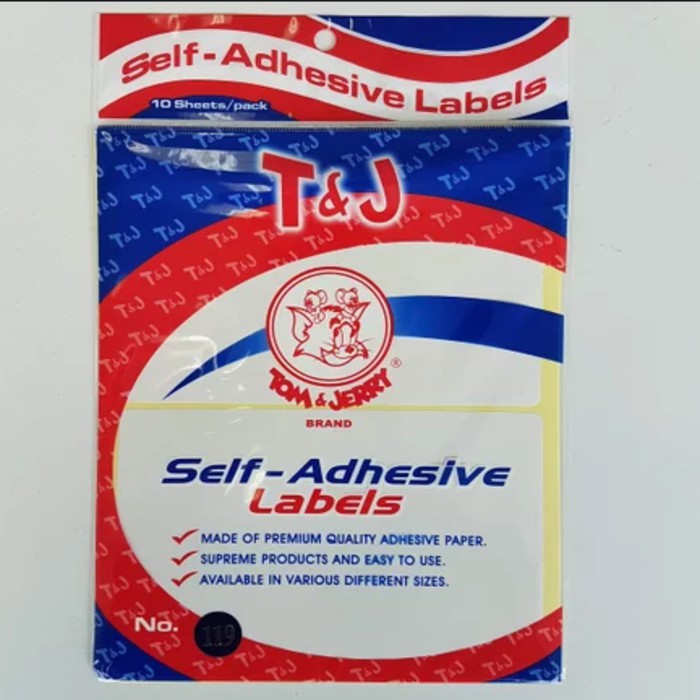 Self-Adhesive Labels
10 Sheets/pack
T&J
TOM & JERRY®
BRAND
Self-Adhesive
Labels
MADE OF PREMIUM QUALITY ADHESIVE PAPER.
SUPREME PRODUCTS AND EASY TO USE.
AVAILABLE IN VARIOUS DIFFERENT SIZES.
No. 119